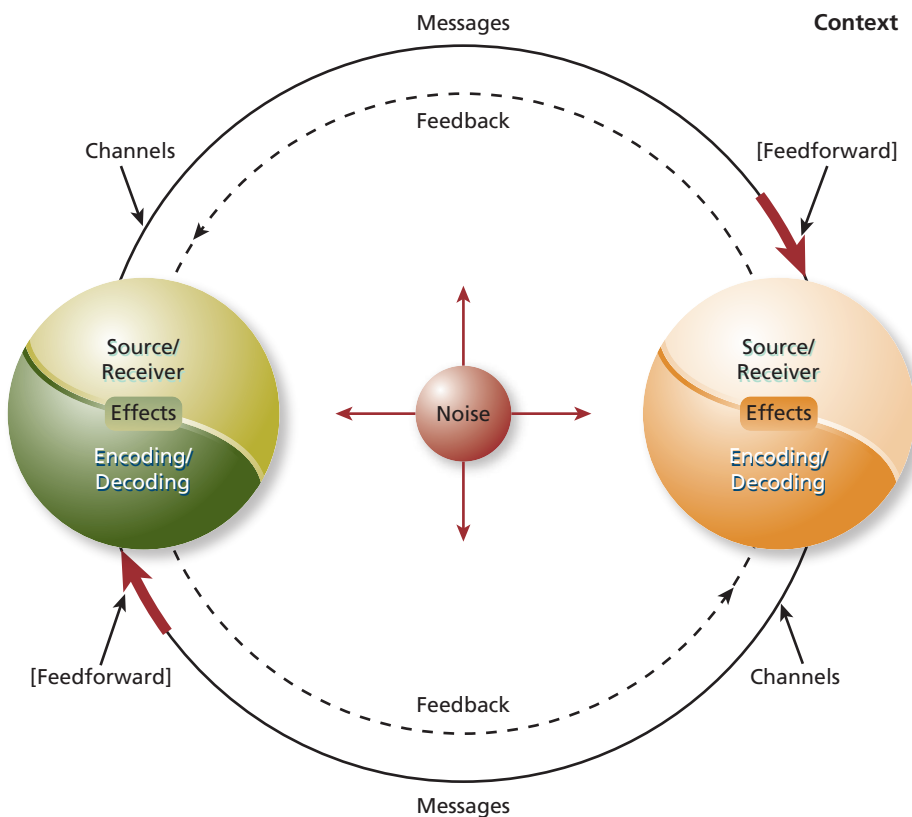 Messages
Context
Feedback
Channels
[Feedforward]
Source/
Receiver
Effects
Encoding/
Decoding
Noise
Source/
Receiver
Effects
Encoding/
Decoding
[Feedforward]
Channels
Feedback
Messages